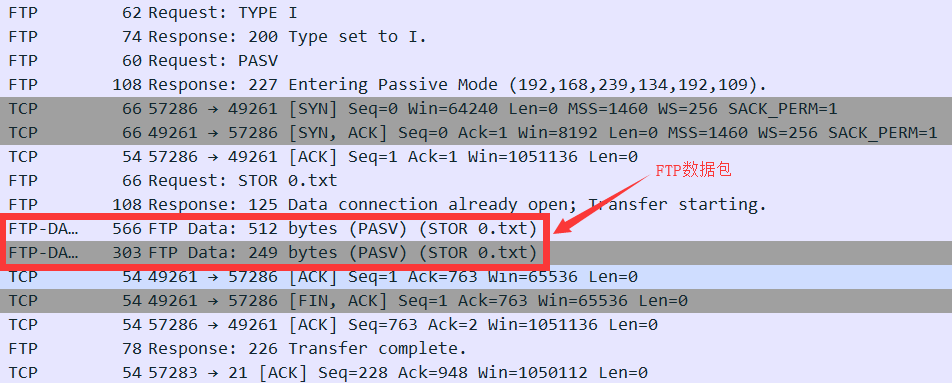 FTP 62 Request: TYPE I
FTP 74 Response: 200 Type set to I.
FTP 60 Request: PASV
FTP 108 Response: 227 Entering Passive Mode (192,168,239,134,192,109).
TCP 66 57286 → 49261 [SYN] Seq=0 Win=64240 Len=0 MSS=1460 WS=256 SACK_PERM=1
TCP 66 49261 → 57286 [SYN, ACK] Seq=0 Ack=1 Win=8192 Len=0 MSS=1460 WS=256 SACK_PERM=1
TCP 54 57286 → 49261 [ACK] Seq=1 Ack=1 Win=1051136 Len=0
FTP 66 Request: STOR 0.txt
FTP数据包
FTP 108 Response: 125 Data connection already open; Transfer starting.
FTP-DA… 566 FTP Data: 512 bytes (PASV) (STOR 0.txt)
FTP-DA… 303 FTP Data: 249 bytes (PASV) (STOR 0.txt)
TCP 54 49261 → 57286 [ACK] Seq=1 Ack=763 Win=65536 Len=0
TCP 54 49261 → 57286 [FIN, ACK] Seq=1 Ack=763 Win=65536 Len=0
TCP 54 57286 → 49261 [ACK] Seq=763 Ack=2 Win=1051136 Len=0
FTP 78 Response: 226 Transfer complete.
TCP 54 57283 → 21 [ACK] Seq=228 Ack=948 Win=1050112 Len=0